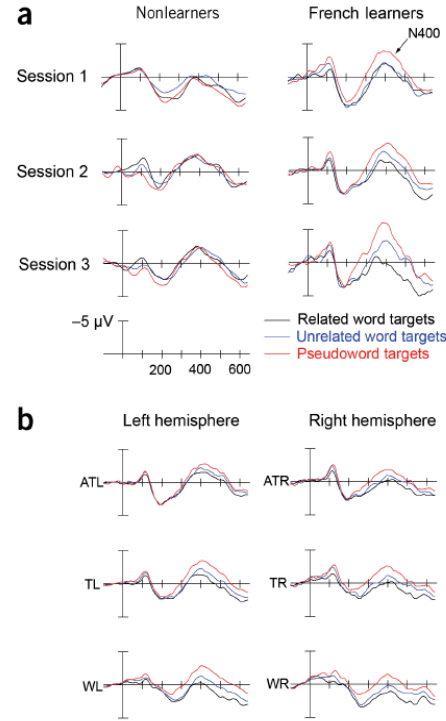 a
Nonlearners
French learners
N400
Session 1
Session 2
Session 3
–5 µV
200 400 600
Related word targets
Unrelated word targets
Pseudoword targets
b
Left hemisphere
Right hemisphere
ATL
ATR
TL
TR
WL
WR